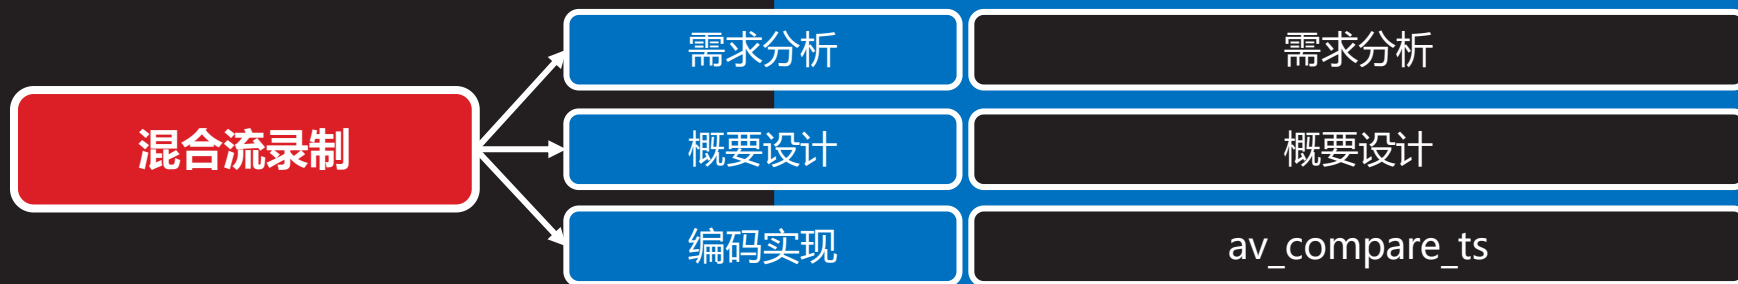 混合流录制
需求分析
需求分析
概要设计
概要设计
编码实现
av_compare_ts